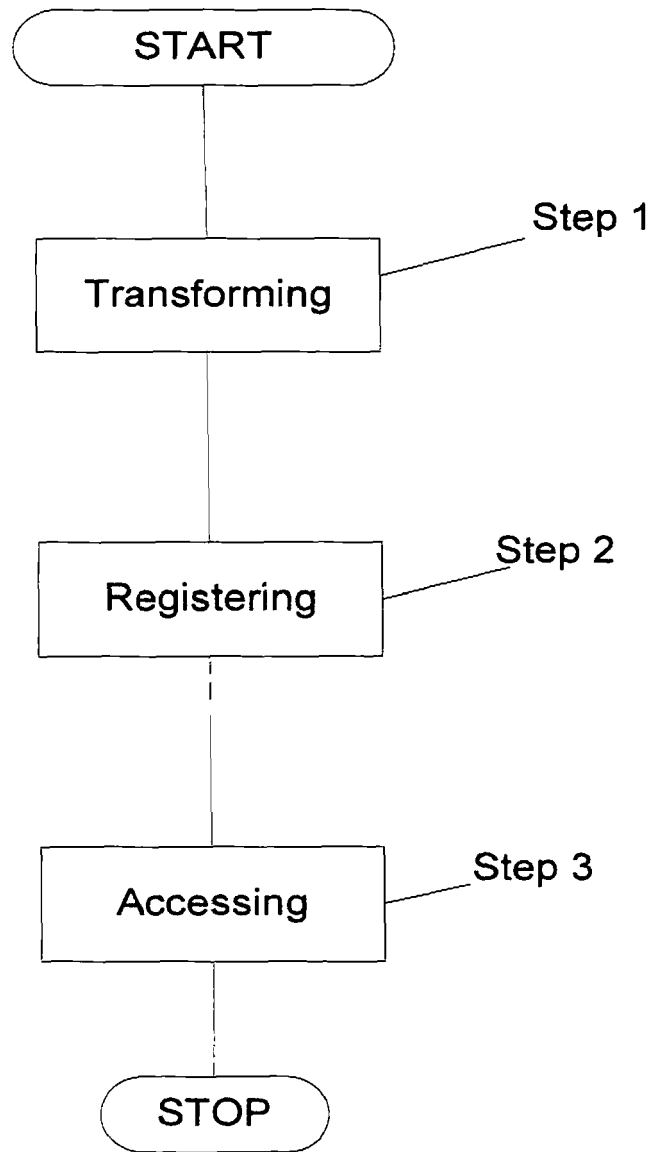 START
Step 1
Transforming
Step 2
Registering
Step 3
Accessing
STOP